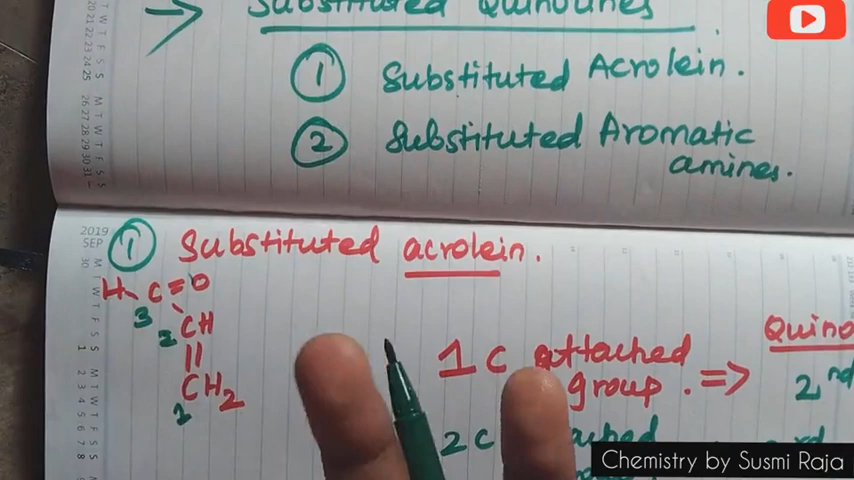 Substituted Quinolines
① Substituted Acrolein.
② Substituted Aromatic
amines.
2019
SEP
① Substituted acrolein.
H C = O
3
2 CH
||
CH2
1
1 C attached
group. => 2nd
Quino
2 C
Chemistry by Susmi Raja